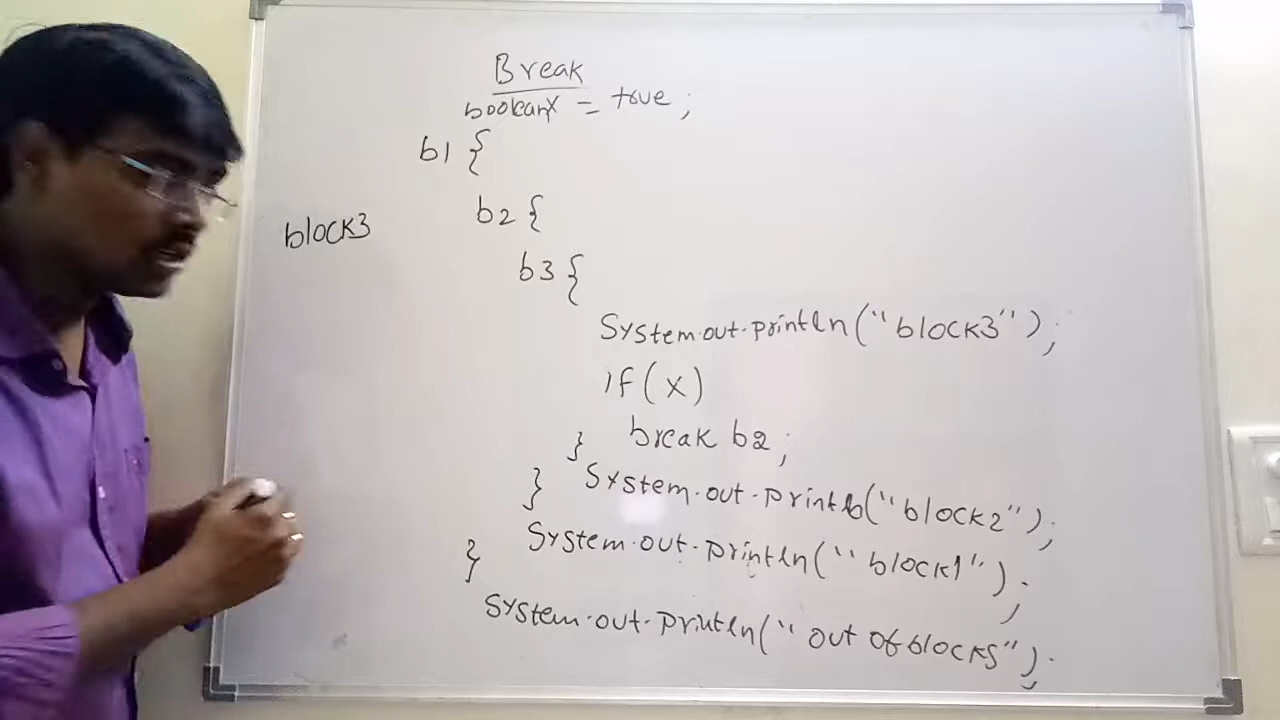 Break
booleanx = true;
b1 {
b2 {
block3
b3 {
System.out.println("block3");
if(x)
break b2;
}
System.out.println("block2");
}
System.out.println("block1");
}
System.out.println("out of blocks");